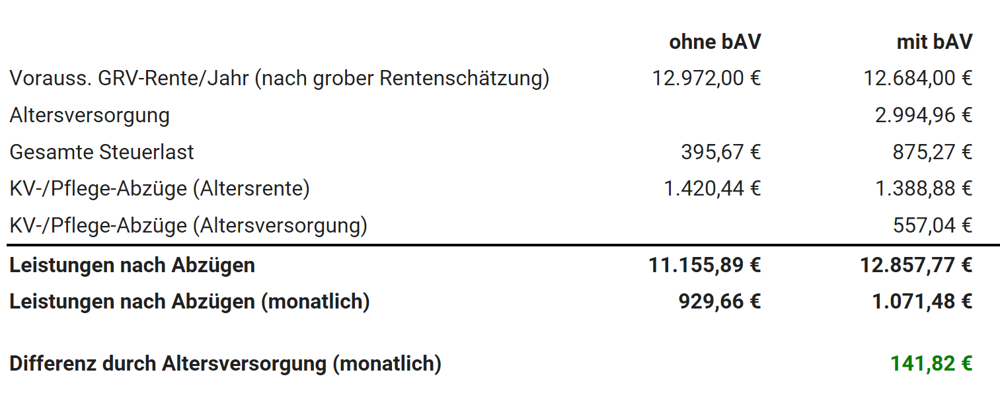 ohne bAV mit bAV
Vorauss. GRV-Rente/Jahr (nach grober Rentenschätzung) 12.972,00 € 12.684,00 €
Altersversorgung 2.994,96 €
Gesamte Steuerlast 395,67 € 875,27 €
KV-/Pflege-Abzüge (Altersrente) 1.420,44 € 1.388,88 €
KV-/Pflege-Abzüge (Altersversorgung) 557,04 €
Leistungen nach Abzügen 11.155,89 € 12.857,77 €
Leistungen nach Abzügen (monatlich) 929,66 € 1.071,48 €
Differenz durch Altersversorgung (monatlich) 141,82 €